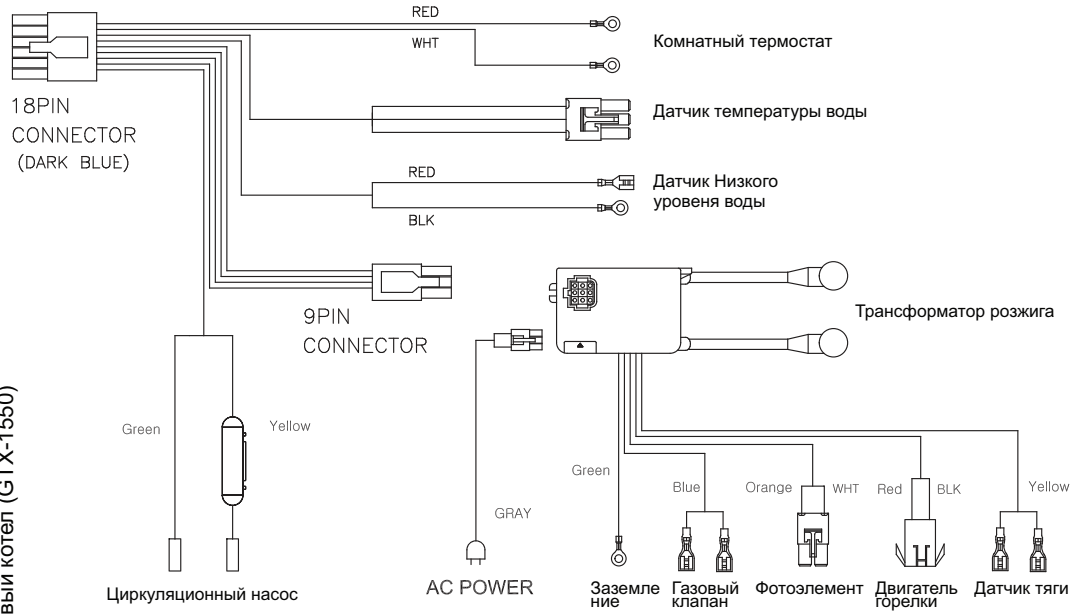 RED
WHT
Комнатный термостат
18PIN
CONNECTOR
(DARK BLUE)
Датчик температуры воды
RED
BLK
Датчик Низкого
уровеня воды
9PIN
CONNECTOR
Трансформатор розжига
Green
Yellow
Циркуляционный насос
GRAY
AC POWER
Green
Заземле
ние
Blue
Газовый
клапан
Orange
WHT
Фотоэлемент
Red
BLK
Двигатель
горелки
Yellow
Датчик тяги
котел (GTX-1550)